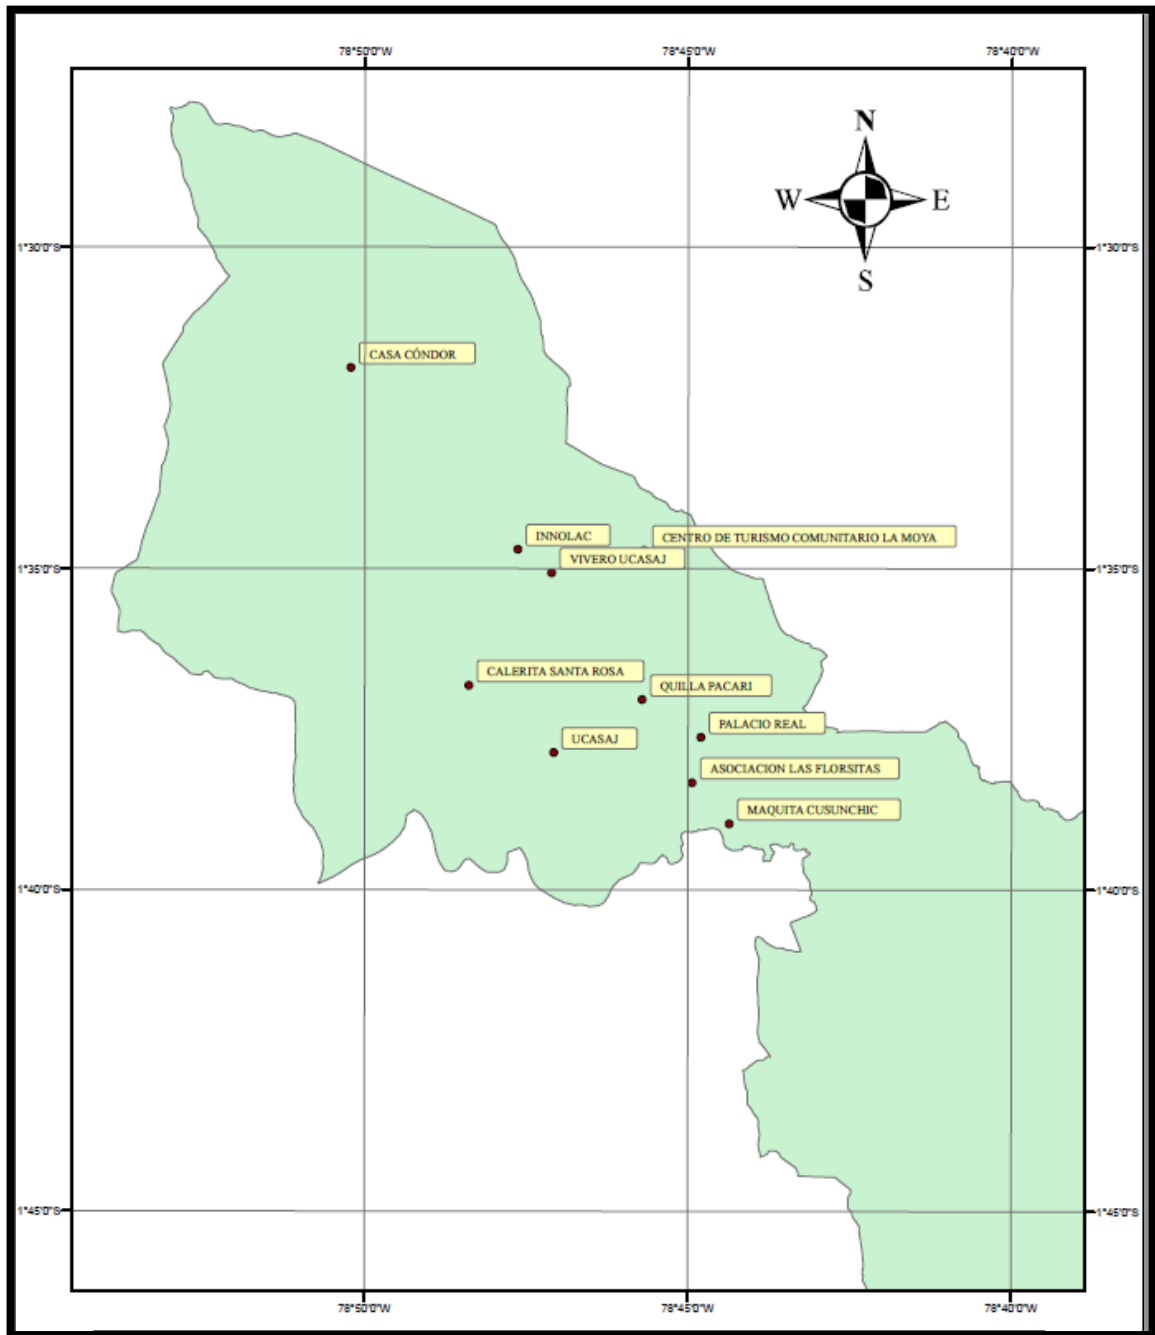 78°50'0"W 78°45'0"W 78°40'0"W
N
W E
S
1°30'0"S 1°30'0"S
CASA CÓNDOR
INNOLAC
CENTRO DE TURISMO COMUNITARIO LA MOYA
VIVERO UCASAJ
1°35'0"S 1°35'0"S
CALERITA SANTA ROSA
QUILLA PACARI
PALACIO REAL
UCASAJ
ASOCIACION LAS FLORSITAS
MAQUITA CUSUNCHIC
1°40'0"S 1°40'0"S
1°45'0"S 1°45'0"S
78°50'0"W 78°45'0"W 78°40'0"W